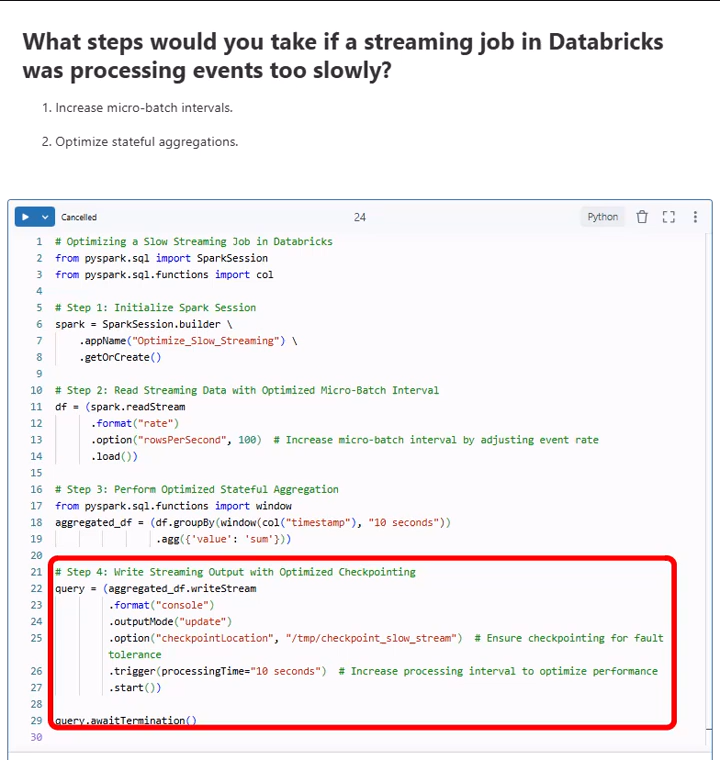 What steps would you take if a streaming job in Databricks
was processing events too slowly?
1. Increase micro-batch intervals.
2. Optimize stateful aggregations.
Cancelled
24
Python
1 # Optimizing a Slow Streaming Job in Databricks
2 from pyspark.sql import SparkSession
3 from pyspark.sql.functions import col
4
5 # Step 1: Initialize Spark Session
6 spark = SparkSession.builder \
7     .appName("Optimize_Slow_Streaming") \
8     .getOrCreate()
9
10 # Step 2: Read Streaming Data with Optimized Micro-Batch Interval
11 df = (spark.readStream
12       .format("rate")
13       .option("rowsPerSecond", 100)  # Increase micro-batch interval by adjusting event rate
14       .load())
15
16 # Step 3: Perform Optimized Stateful Aggregation
17 from pyspark.sql.functions import window
18 aggregated_df = (df.groupBy(window(col("timestamp"), "10 seconds"))
19                 .agg({'value': 'sum'}))
20
21 # Step 4: Write Streaming Output with Optimized Checkpointing
22 query = (aggregated_df.writeStream
23          .format("console")
24          .outputMode("update")
25          .option("checkpointLocation", "/tmp/checkpoint_slow_stream")  # Ensure checkpointing for fault
tolerance
26          .trigger(processingTime="10 seconds")  # Increase processing interval to optimize performance
27          .start())
28
29 query.awaitTermination()
30